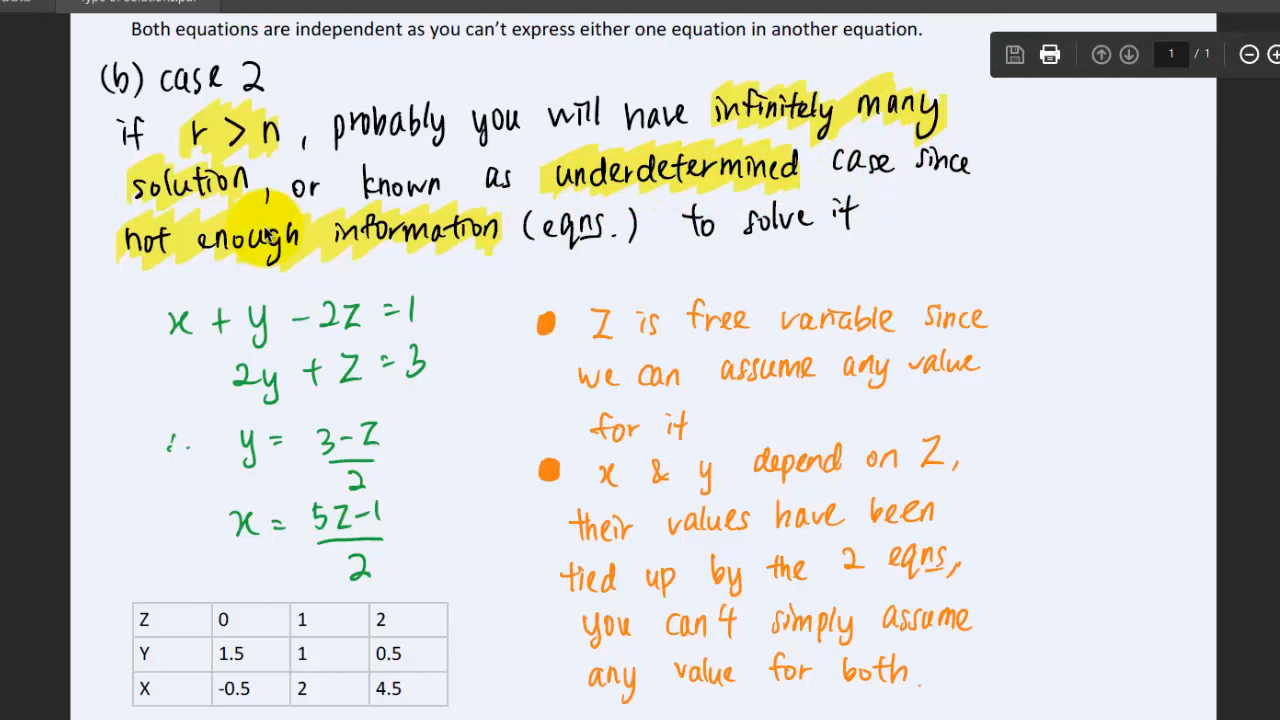 Type of Solutions.pdf
1 / 1
Both equations are independent as you can't express either one equation in another equation.
(b) case 2
if r > n , probably you will have infinitely many
solution, or known as underdetermined case since
not enough information (eqns.) to solve it
x + y - 2z = 1
2y + z = 3
∴ y = 3-z / 2
x = 5z-1 / 2
Z 0 1 2
Y 1.5 1 0.5
X -0.5 2 4.5
● Z is free variable since
we can assume any value
for it
● x & y depend on Z,
their values have been
tied up by the 2 eqns,
you can't simply assume
any value for both.